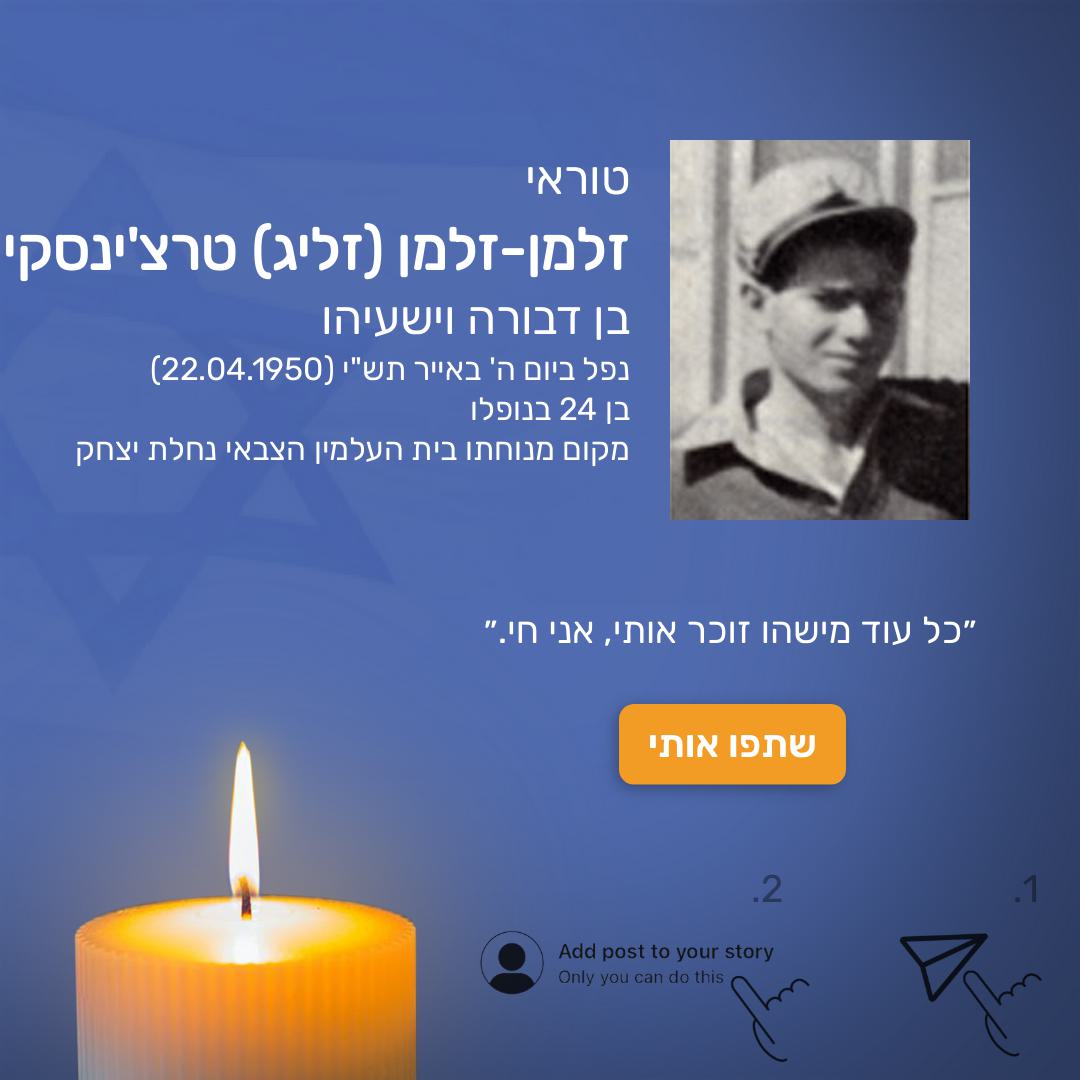 טוראי
זלמן-זלמן (זליג) טרצ'ינסקי
בן דבורה וישעיהו
נפל ביום ה' באייר תש"י (22.04.1950)
בן 24 בנופלו
מקום מנוחתו בית העלמין הצבאי נחלת יצחק
״כל עוד מישהו זוכר אותי, אני חי.״
שתפו אותי
.1
.2
Add post to your story
Only you can do this